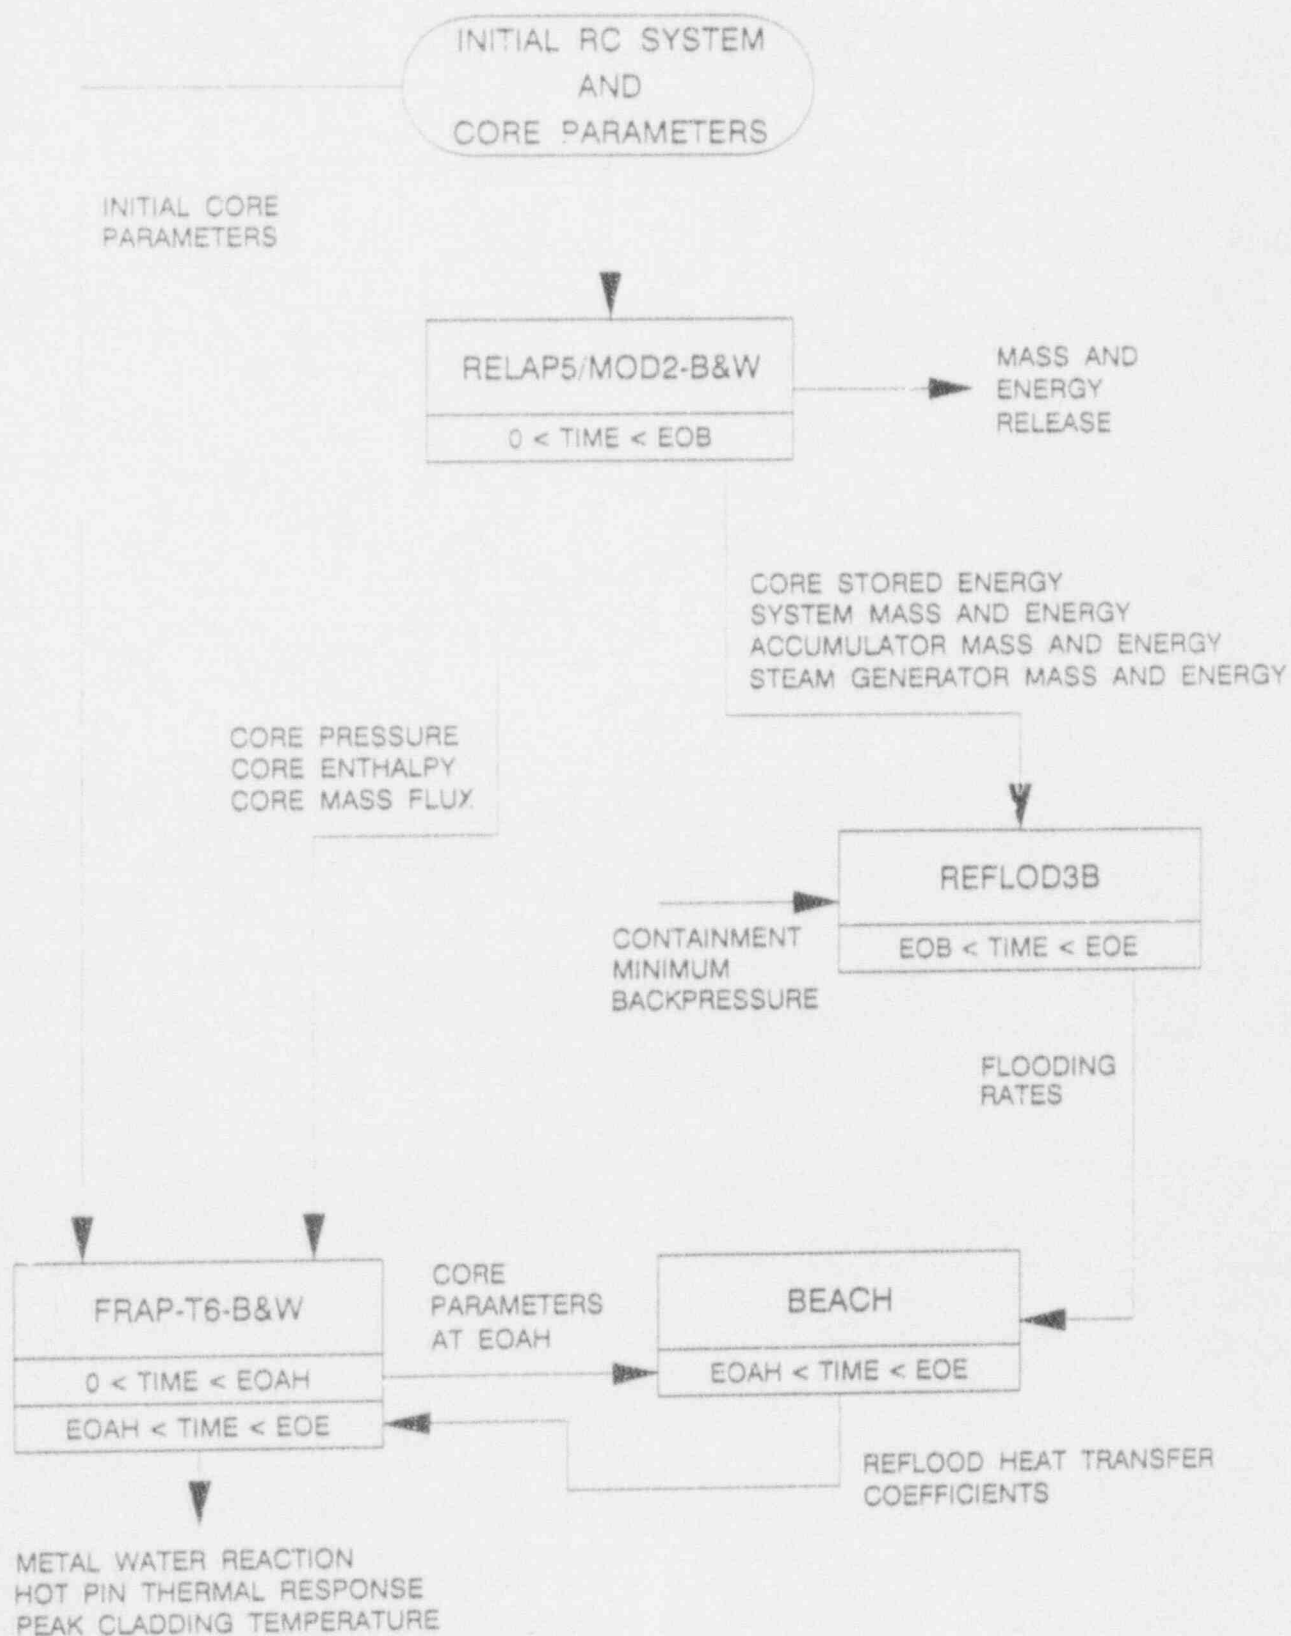 INITIAL RC SYSTEM
AND
CORE PARAMETERS
INITIAL CORE
PARAMETERS
RELAP5/MOD2-B&W
0 < TIME < EOB
MASS AND
ENERGY
RELEASE
CORE STORED ENERGY
SYSTEM MASS AND ENERGY
ACCUMULATOR MASS AND ENERGY
STEAM GENERATOR MASS AND ENERGY
CORE PRESSURE
CORE ENTHALPY
CORE MASS FLUX
REFLOD3B
EOB < TIME < EOE
CONTAINMENT
MINIMUM
BACKPRESSURE
FLOODING
RATES
FRAP-T6-B&W
0 < TIME < EOAH
EOAH < TIME < EOE
CORE
PARAMETERS
AT EOAH
BEACH
EOAH < TIME < EOE
REFLOOD HEAT TRANSFER
COEFFICIENTS
METAL WATER REACTION
HOT PIN THERMAL RESPONSE
PEAK CLADDING TEMPERATURE